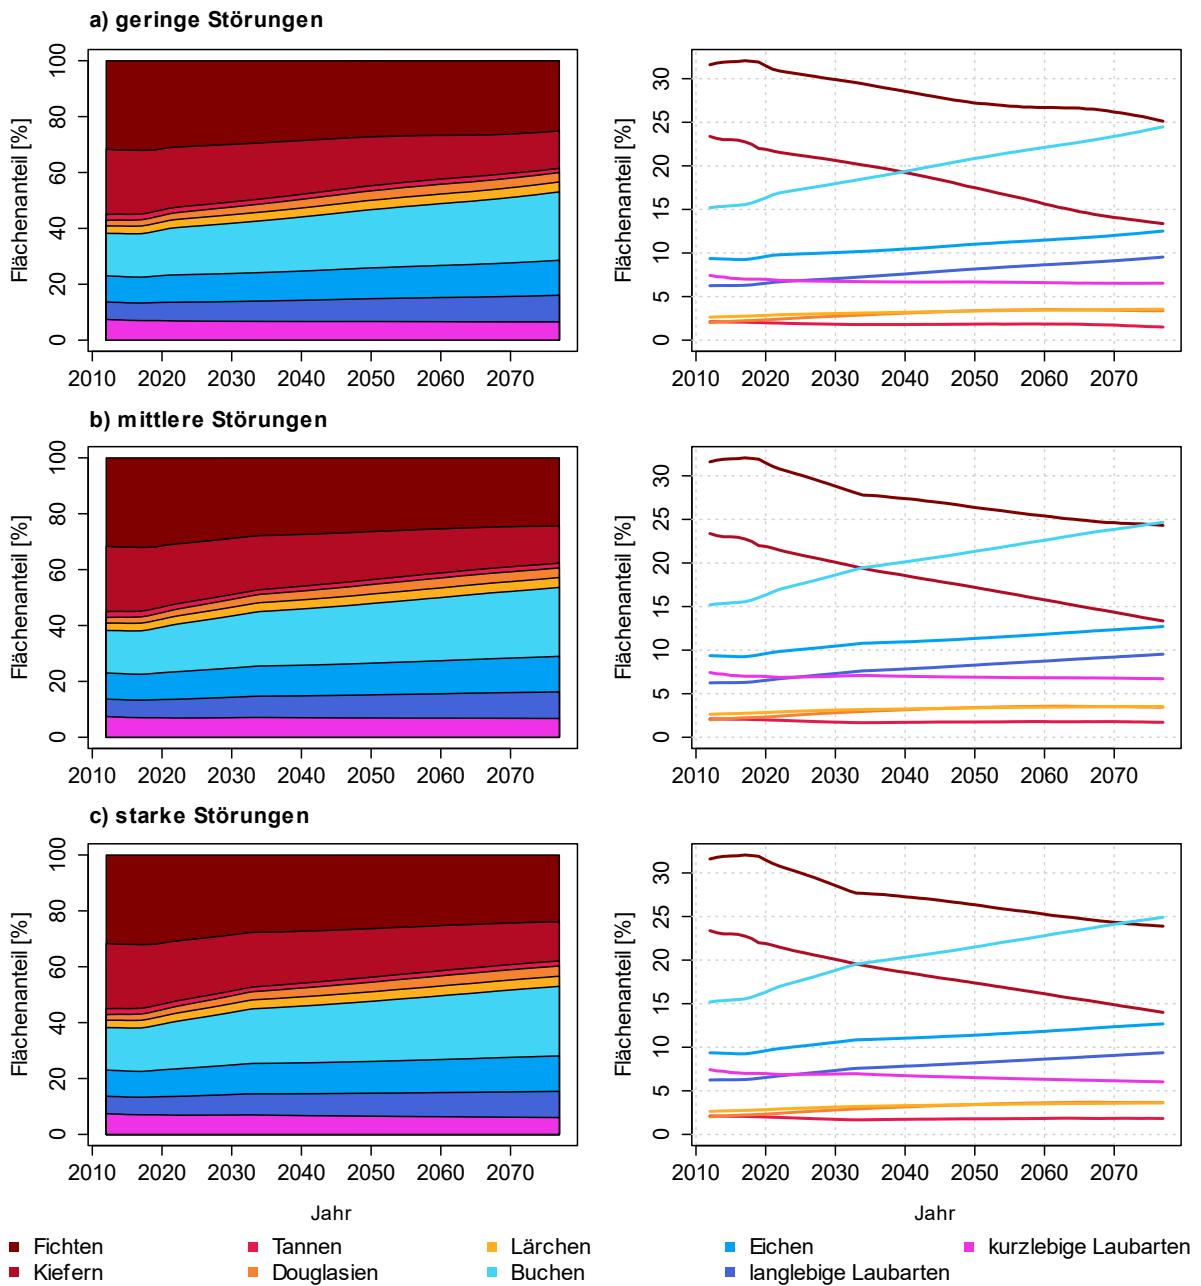 a) geringe Störungen
Flächenanteil [%]
0 20 40 60 80 100
2010 2020 2030 2040 2050 2060 2070
Flächenanteil [%]
0 5 10 15 20 25 30
2010 2020 2030 2040 2050 2060 2070
b) mittlere Störungen
Flächenanteil [%]
0 20 40 60 80 100
2010 2020 2030 2040 2050 2060 2070
Flächenanteil [%]
0 5 10 15 20 25 30
2010 2020 2030 2040 2050 2060 2070
c) starke Störungen
Flächenanteil [%]
0 20 40 60 80 100
2010 2020 2030 2040 2050 2060 2070
Jahr
Flächenanteil [%]
0 5 10 15 20 25 30
2010 2020 2030 2040 2050 2060 2070
Jahr
Fichten Tannen Lärchen Eichen kurzlebige Laubarten
Kiefern Douglasien Buchen langlebige Laubarten